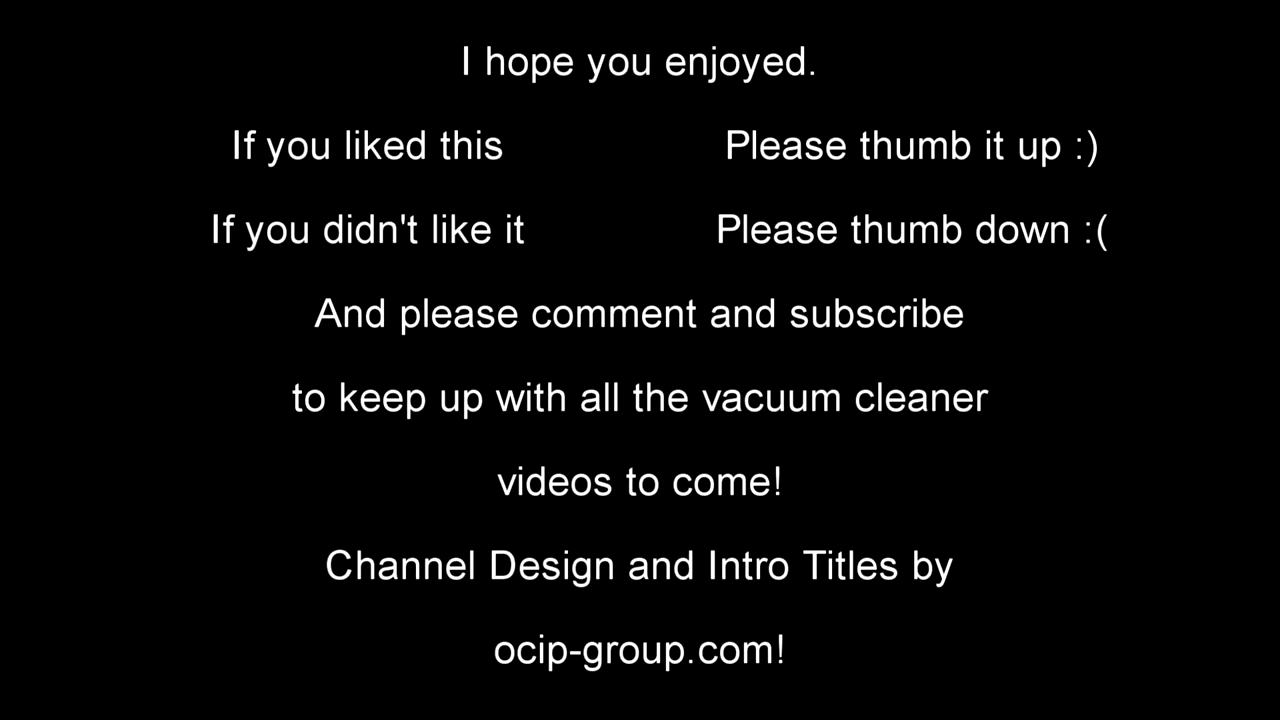 I hope you enjoyed.
If you liked this Please thumb it up :)
If you didn't like it Please thumb down :(
And please comment and subscribe
to keep up with all the vacuum cleaner
videos to come!
Channel Design and Intro Titles by
ocip-group.com!